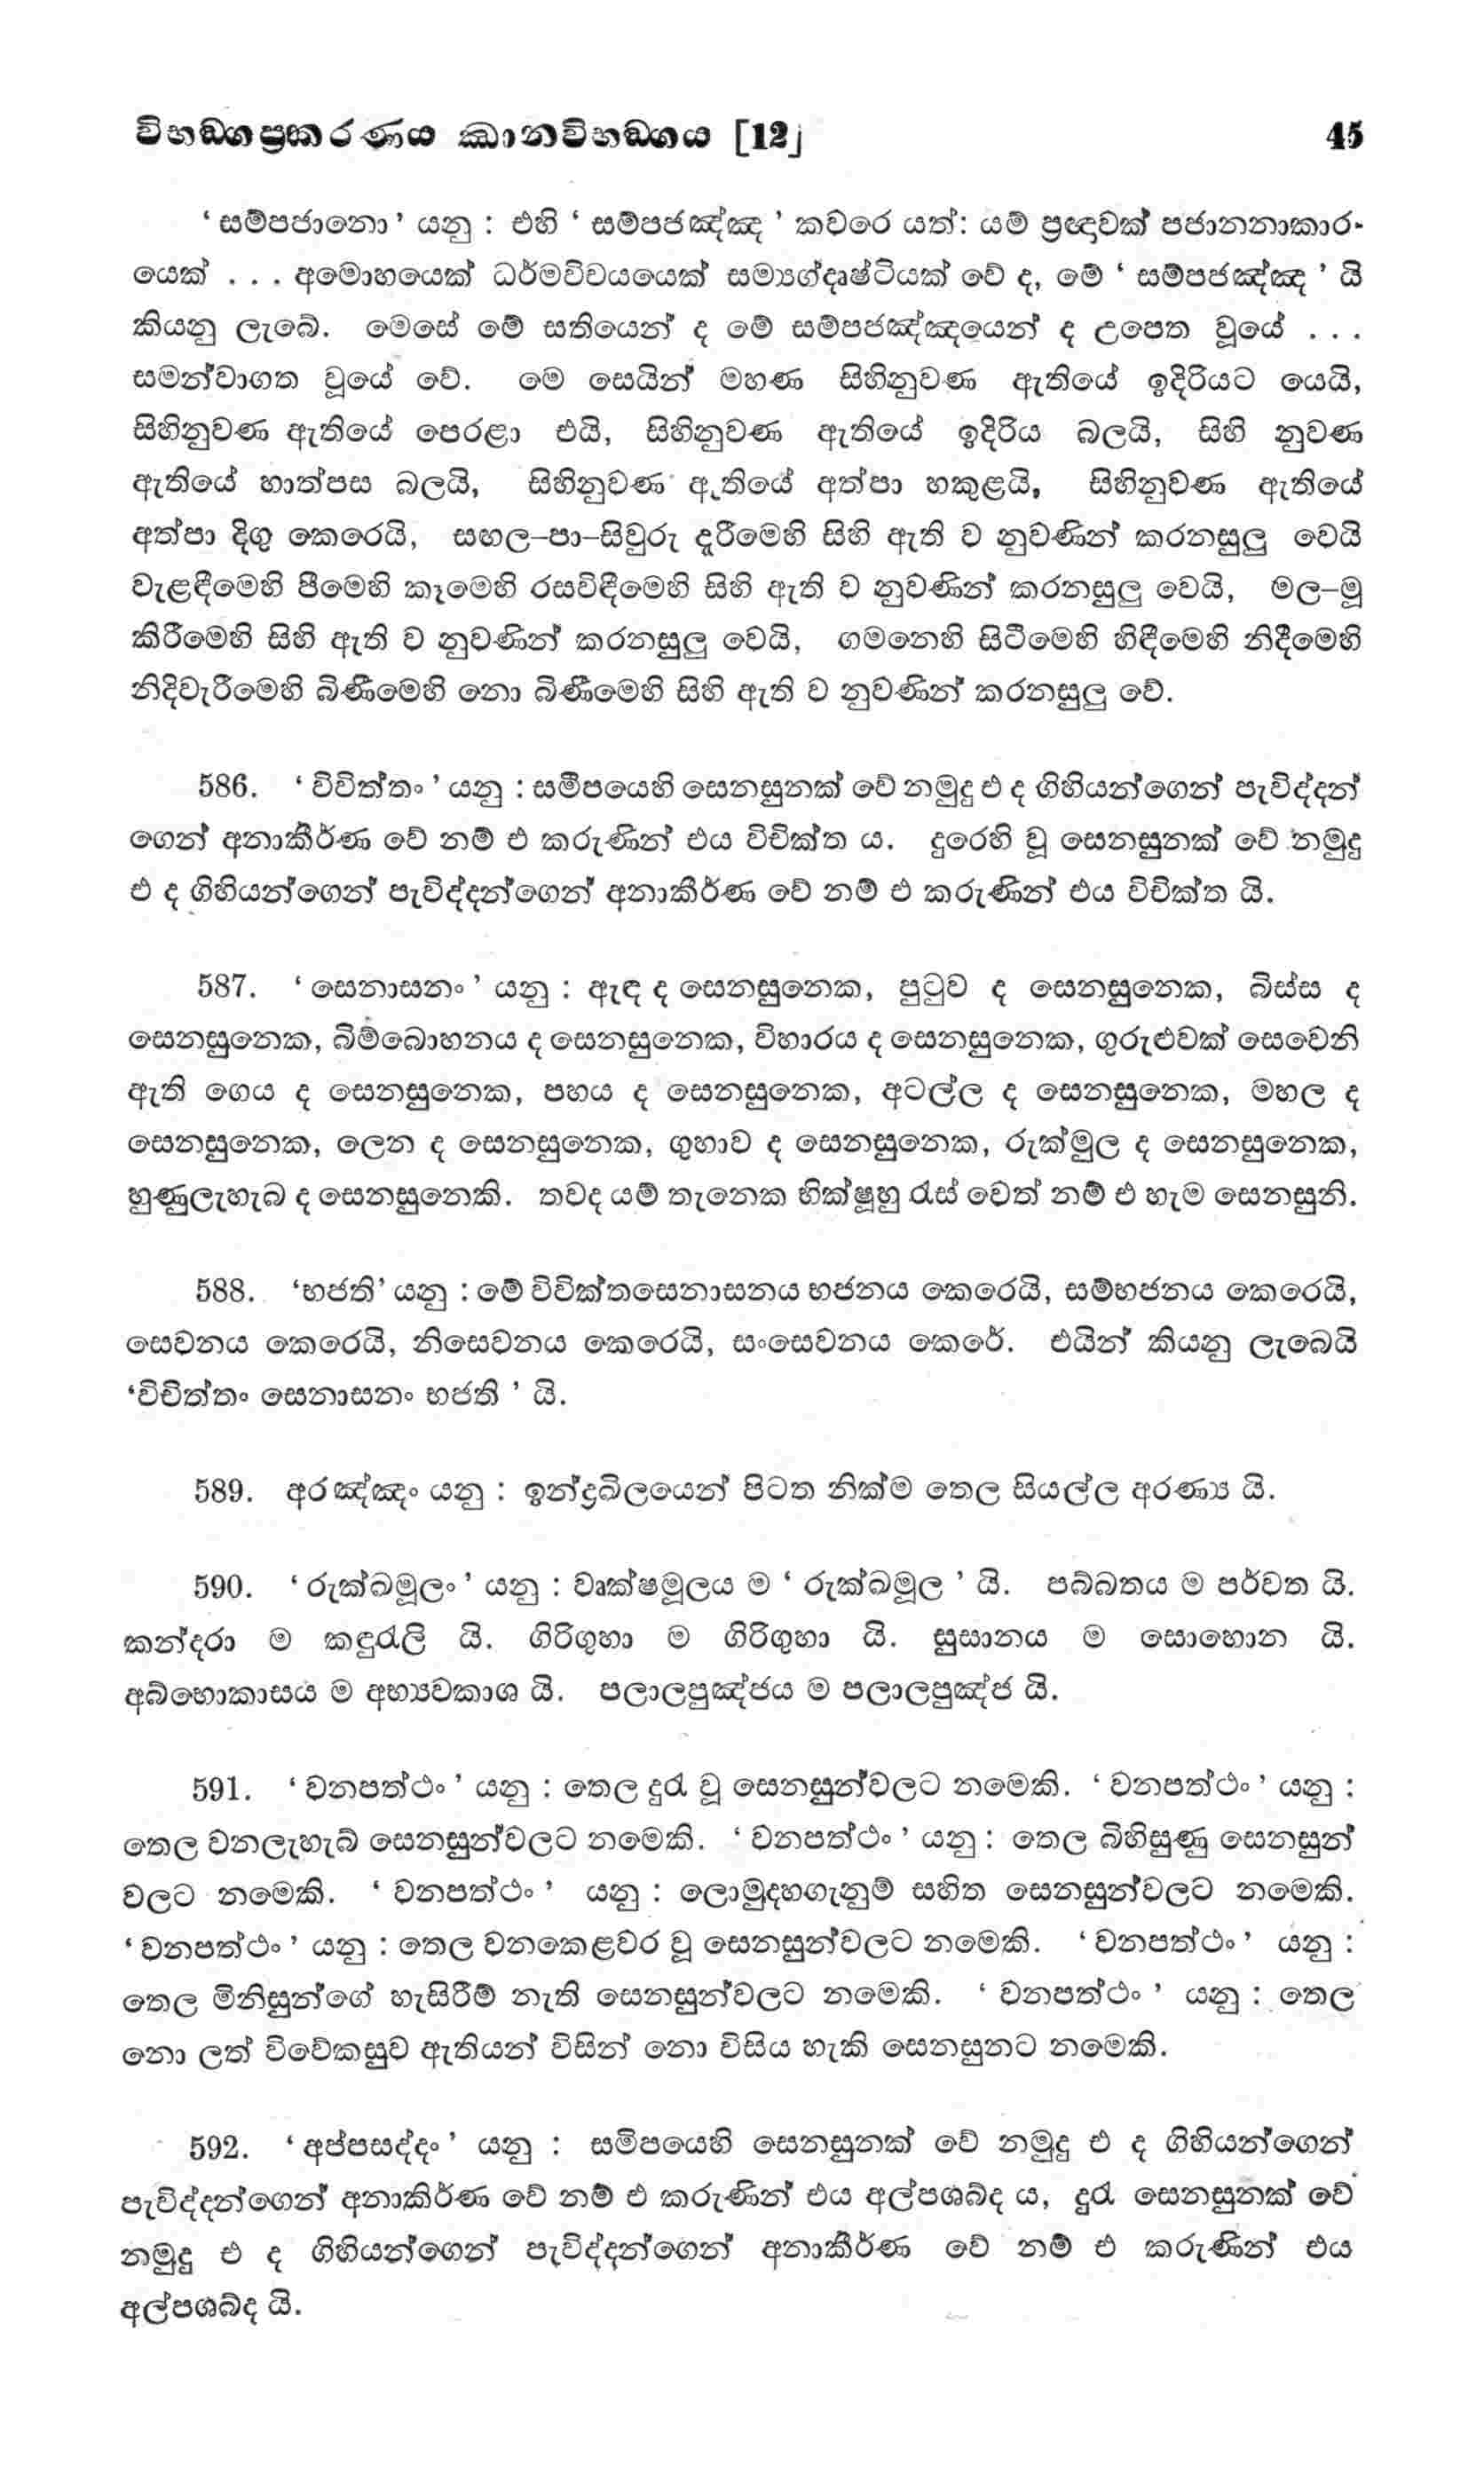 විභඞ්ගප්‍රකරණය ඣානවිභඞ්ගය [12] 45
‘ සම්පජානො ’ යනු : එහි ‘ සම්පජඤ්ඤ ’ කවරෙ යත්: යම් ප්‍රඥාවක් පජානනාකාර-
යෙක් . . . අමොහයෙක් ධර්මවිචයයෙක් සම්‍යග්දෘෂ්ටියක් වේ ද, මේ ‘ සම්පජඤ්ඤ ’ යි
කියනු ලැබේ. මෙසේ මේ සතියෙන් ද මේ සම්පජඤ්ඤයෙන් ද උපෙත වූයේ . . .
සමන්වාගත වූයේ වේ. මෙ සෙයින් මහණ සිහිනුවණ ඇතියේ ඉදිරියට යෙයි,
සිහිනුවණ ඇතියේ පෙරළා එයි, සිහිනුවණ ඇතියේ ඉදිරිය බලයි, සිහි නුවණ
ඇතියේ හාත්පස බලයි, සිහිනුවණ ඇතියේ අත්පා හකුළයි, සිහිනුවණ ඇතියේ
අත්පා දිගු කෙරෙයි, සඟල–පා–සිවුරු දැරීමෙහි සිහි ඇති ව නුවණින් කරනසුලු වෙයි
වැළඳීමෙහි පීමෙහි කෑමෙහි රසවිඳීමෙහි සිහි ඇති ව නුවණින් කරනසුලු වෙයි, මල–මූ
කිරීමෙහි සිහි ඇති ව නුවණින් කරනසුලු වෙයි, ගමනෙහි සිටීමෙහි හිඳීමෙහි නිදීමෙහි
නිදිවැරීමෙහි බිණීමෙහි නො බිණීමෙහි සිහි ඇති ව නුවණින් කරනසුලු වේ.
586. ‘ විවිත්තං ’ යනු : සමීපයෙහි සෙනසුනක් වේ නමුදු එ ද ගිහියන්ගෙන් පැවිද්දන්
ගෙන් අනාකීර්ණ වේ නම් එ කරුණින් එය විවික්ත ය. දුරෙහි වූ සෙනසුනක් වේ නමුදු
එ ද ගිහියන්ගෙන් පැවිද්දන්ගෙන් අනාකීර්ණ වේ නම් එ කරුණින් එය විවික්ත යි.
587. ‘ සෙනාසනං ’ යනු : ඇඳ ද සෙනසුනෙක, පුටුව ද සෙනසුනෙක, බිස්ස ද
සෙනසුනෙක, බිම්බොහනය ද සෙනසුනෙක, විහාරය ද සෙනසුනෙක, ගුරුළුවක් සෙවෙනි
ඇති ගෙය ද සෙනසුනෙක, පහය ද සෙනසුනෙක, අටල්ල ද සෙනසුනෙක, මහල ද
සෙනසුනෙක, ලෙන ද සෙනසුනෙක, ගුහාව ද සෙනසුනෙක, රුක්මුල ද සෙනසුනෙක,
හුණුලැහැබ ද සෙනසුනෙකි. තවද යම් තැනෙක භික්ෂූහු රැස් වෙත් නම් එ හැම සෙනසුනි.
588. ‘භජති’ යනු : මේ විවික්තසෙනාසනය භජනය කෙරෙයි, සම්භජනය කෙරෙයි,
සෙවනය කෙරෙයි, නිසෙවනය කෙරෙයි, සංසෙවනය කෙරේ. එයින් කියනු ලැබෙයි
‘විවිත්තං සෙනාසනං භජති ’ යි.
589. අරඤ්ඤං යනු : ඉන්ද්‍රඛිලයෙන් පිටත නික්ම තෙල සියල්ල අරණ්‍ය යි.
590. ‘ රුක්ඛමූලං ’ යනු : වෘක්ෂමූලය ම ‘ රුක්ඛමූල ’ යි. පබ්බතය ම පර්වත යි.
කන්දරා ම කඳුරැලි යි. ගිරිගුහා ම ගිරිගුහා යි. සුසානය ම සොහොන යි.
අබ්භොකාසය ම අභ්‍යවකාශ යි. පලාලපුඤ්ජය ම පලාලපුඤ්ජ යි.
591. ‘ වනපත්ථං ’ යනු : තෙල දුරැ වූ සෙනසුන්වලට නමෙකි. ‘ වනපත්ථං ’ යනු :
තෙල වනලැහැබ් සෙනසුන්වලට නමෙකි. ‘ වනපත්ථං ’ යනු : තෙල බිහිසුණු සෙනසුන්
වලට නමෙකි. ‘ වනපත්ථං ’ යනු : ලොමුදහගැනුම් සහිත සෙනසුන්වලට නමෙකි.
‘ වනපත්ථං ’ යනු : තෙල වනකෙළවර වූ සෙනසුන්වලට නමෙකි. ‘ වනපත්ථං ’ යනු :
තෙල මිනිසුන්ගේ හැසිරීම් නැති සෙනසුන්වලට නමෙකි. ‘ වනපත්ථං ’ යනු : තෙල
නො ලත් විවේකසුව ඇතියන් විසින් නො විසිය හැකි සෙනසුනට නමෙකි.
592. ‘ අප්පසද්දං ’ යනු : සමීපයෙහි සෙනසුනක් වේ නමුදු එ ද ගිහියන්ගෙන්
පැවිද්දන්ගෙන් අනාකිර්ණ වේ නම් එ කරුණින් එය අල්පශබ්ද ය, දුරැ සෙනසුනක් වේ
නමුදු එ ද ගිහියන්ගෙන් පැවිද්දන්ගෙන් අනාකීර්ණ වේ නම් එ කරුණින් එය
අල්පශබ්ද යි.